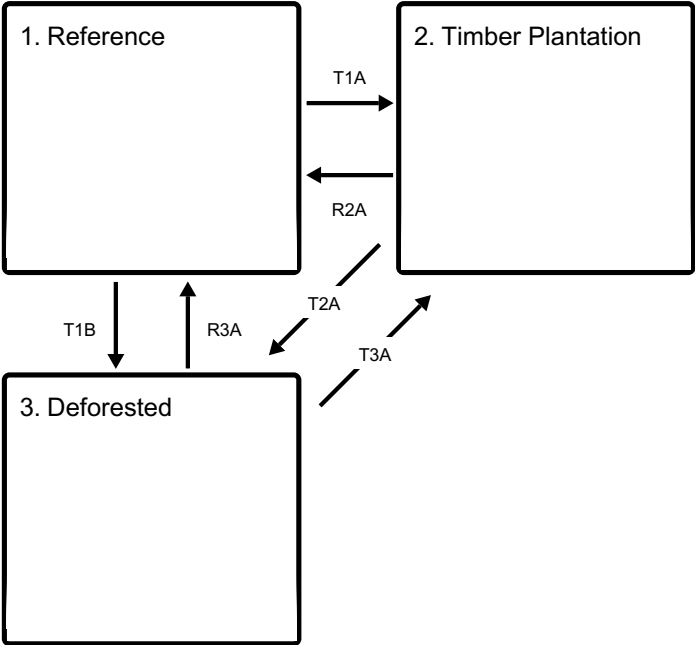 1. Reference
2. Timber Plantation
T1A
R2A
T1B
R3A
T2A
T3A
3. Deforested